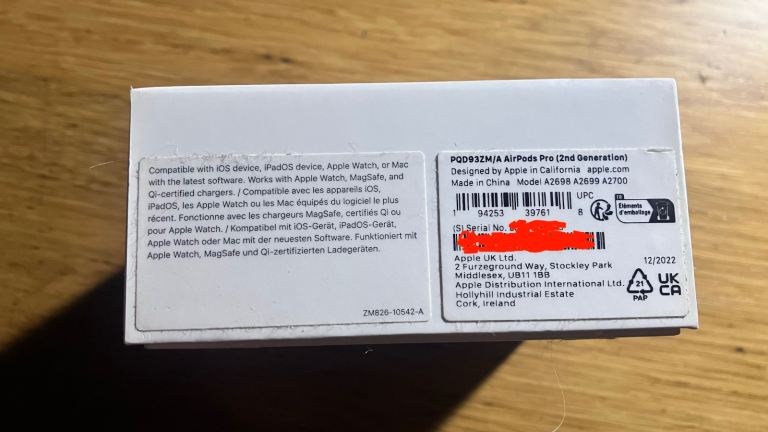 Compatible with iOS device, iPadOS device, Apple Watch, or Mac
with the latest software. Works with Apple Watch, MagSafe, and
Qi-certified chargers. / Compatible avec les appareils iOS,
iPadOS, les Apple Watch ou les Mac équipés du logiciel le plus
récent. Fonctionne avec les chargeurs MagSafe, certifiés Qi ou
pour Apple Watch. / Kompatibel mit iOS-Gerät, iPadOS-Gerät,
Apple Watch oder Mac mit der neuesten Software. Funktioniert mit
Apple Watch, MagSafe und Qi-zertifizierten Ladegeräten.
ZM826-10542-A
PQD93ZM/A AirPods Pro (2nd Generation)
Designed by Apple in California apple.com
Made in China Model A2698 A2699 A2700
UPC
1 94253 39761 8
FR
Éléments
d'emballage
(S) Serial No.
Apple UK Ltd.
2 Furzeground Way, Stockley Park
Middlesex, UB11 1BB
Apple Distribution International Ltd.
Hollyhill Industrial Estate
Cork, Ireland
12/2022
21
PAP
UK
CA